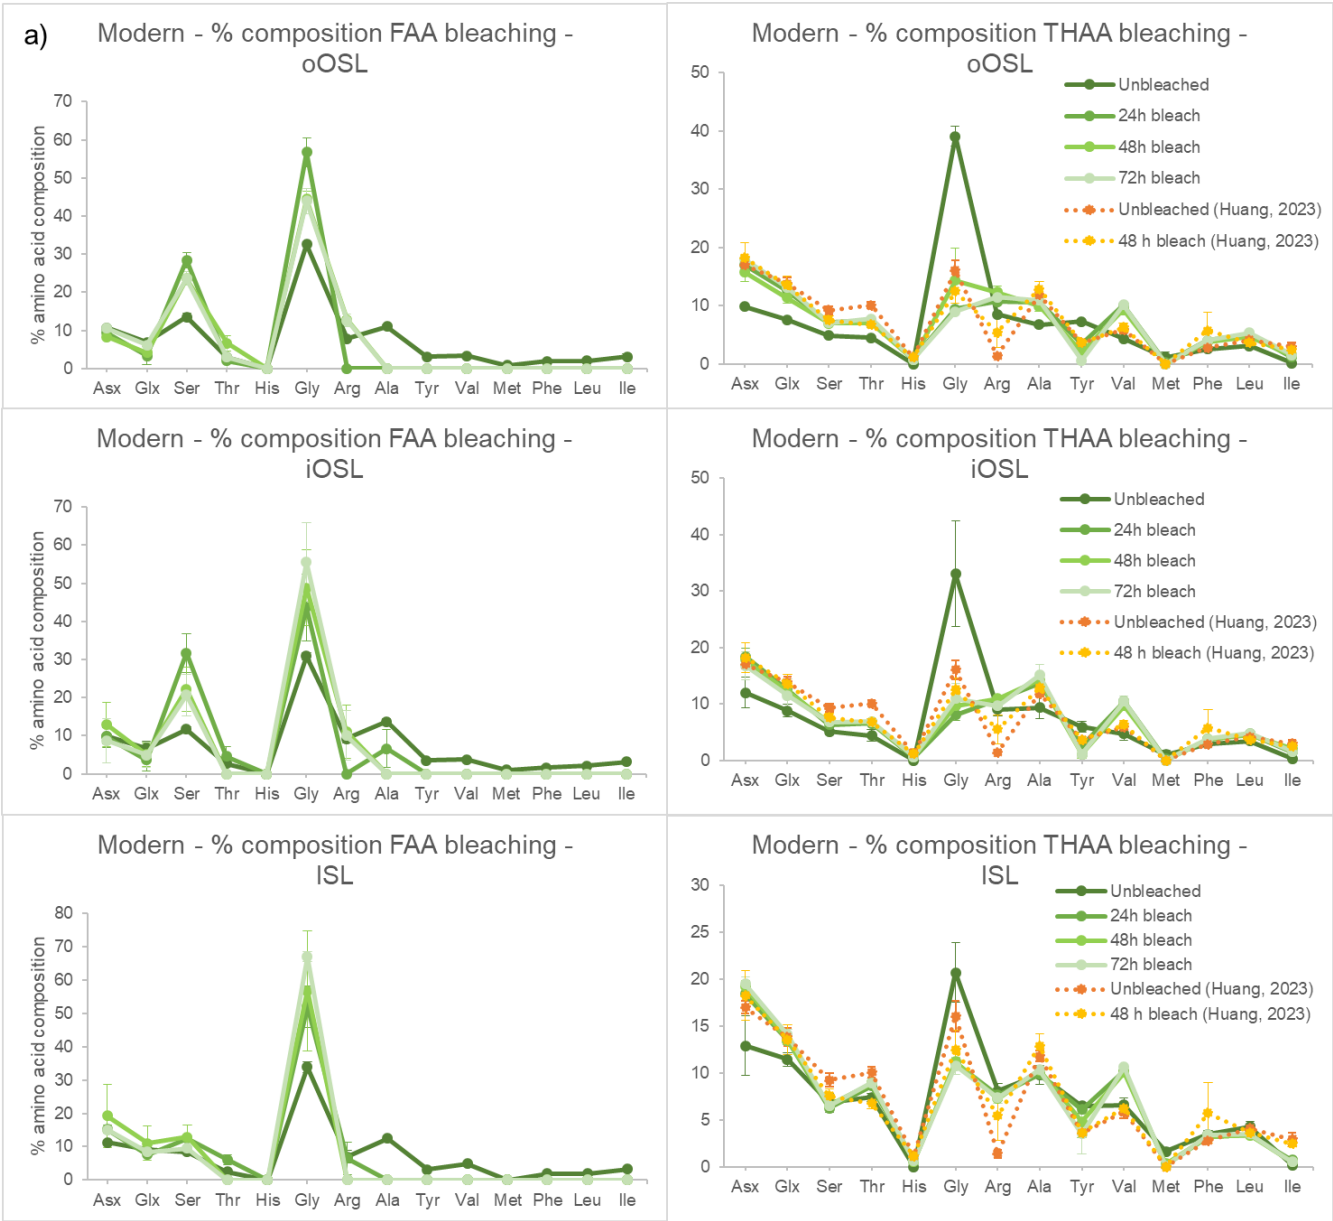 a)
Modern - % composition FAA bleaching -
oOSL
% amino acid composition
70
60
50
40
30
20
10
0
Asx Glx Ser Thr His Gly Arg Ala Tyr Val Met Phe Leu Ile
Modern - % composition THAA bleaching -
oOSL
50
40
30
20
10
0
Unbleached
24h bleach
48h bleach
72h bleach
Unbleached (Huang, 2023)
48 h bleach (Huang, 2023)
Asx Glx Ser Thr His Gly Arg Ala Tyr Val Met Phe Leu Ile
Modern - % composition FAA bleaching -
iOSL
% amino acid composition
70
60
50
40
30
20
10
0
Asx Glx Ser Thr His Gly Arg Ala Tyr Val Met Phe Leu Ile
Modern - % composition THAA bleaching -
iOSL
50
40
30
20
10
0
Unbleached
24h bleach
48h bleach
72h bleach
Unbleached (Huang, 2023)
48 h bleach (Huang, 2023)
Asx Glx Ser Thr His Gly Arg Ala Tyr Val Met Phe Leu Ile
Modern - % composition FAA bleaching -
ISL
% amino acid composition
80
70
60
50
40
30
20
10
0
Asx Glx Ser Thr His Gly Arg Ala Tyr Val Met Phe Leu Ile
Modern - % composition THAA bleaching -
ISL
30
25
20
15
10
5
0
Unbleached
24h bleach
48h bleach
72h bleach
Unbleached (Huang, 2023)
48 h bleach (Huang, 2023)
Asx Glx Ser Thr His Gly Arg Ala Tyr Val Met Phe Leu Ile